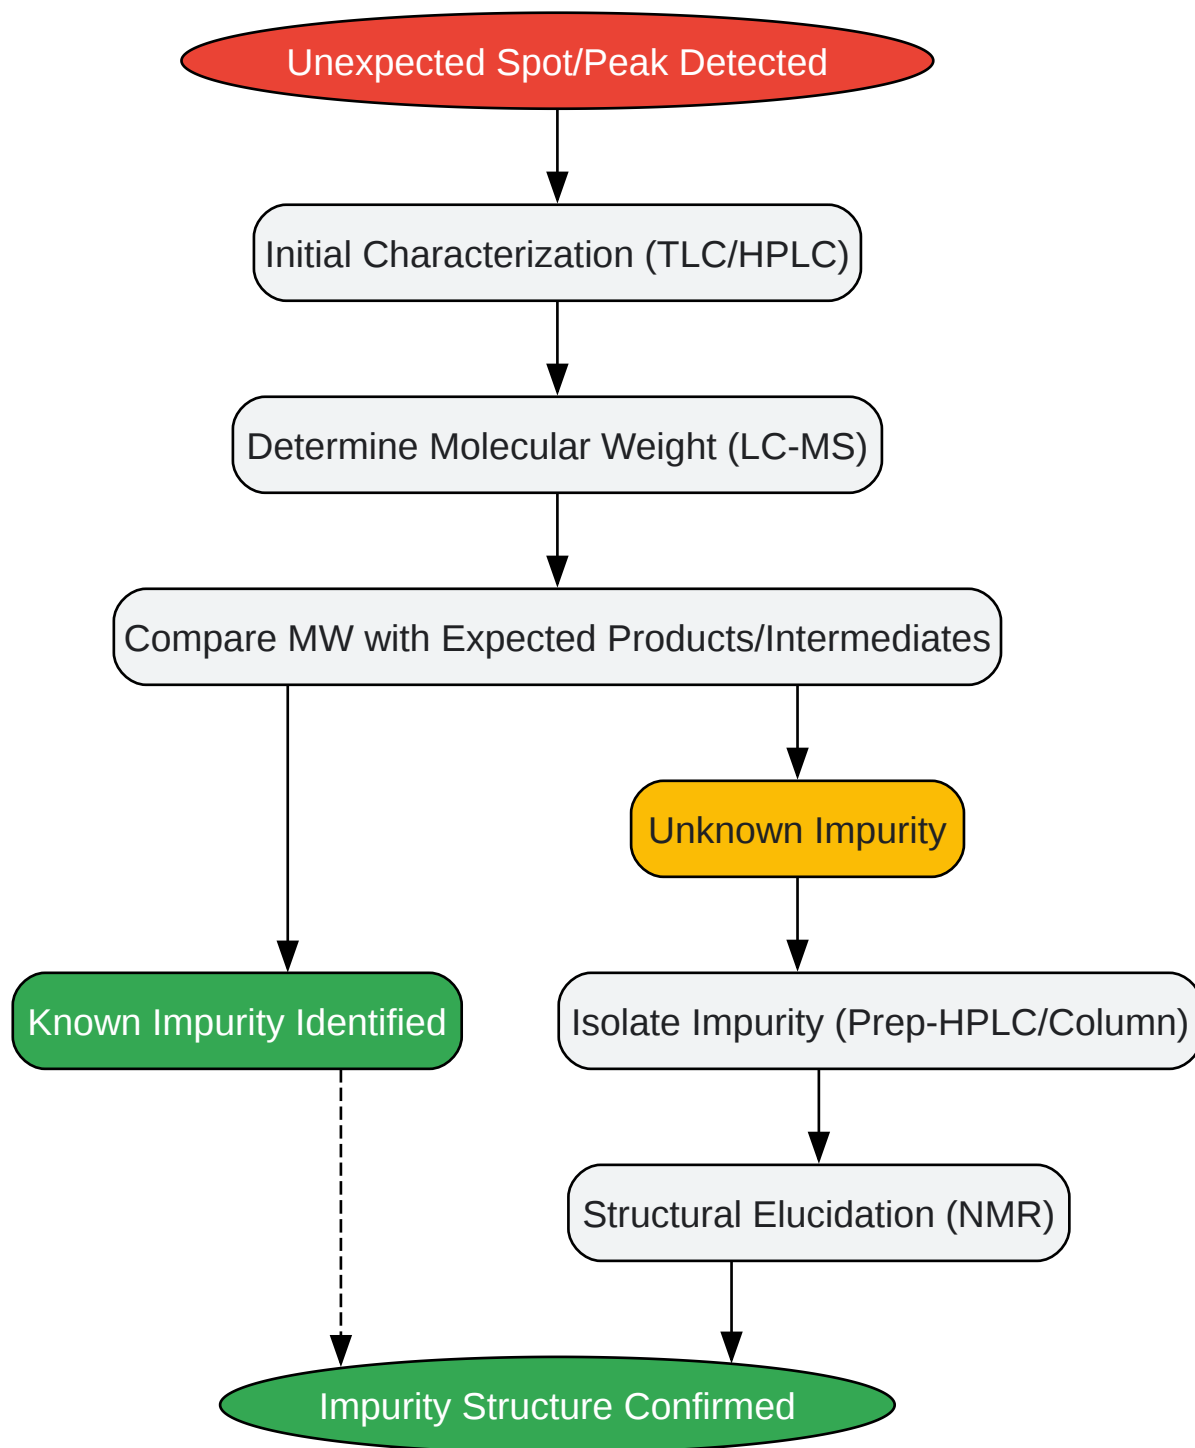 Unexpected Spot/Peak Detected
Initial Characterization (TLC/HPLC)
Determine Molecular Weight (LC-MS)
Compare MW with Expected Products/Intermediates
Unknown Impurity
Known Impurity Identified
Isolate Impurity (Prep-HPLC/Column)
Structural Elucidation (NMR)
Impurity Structure Confirmed